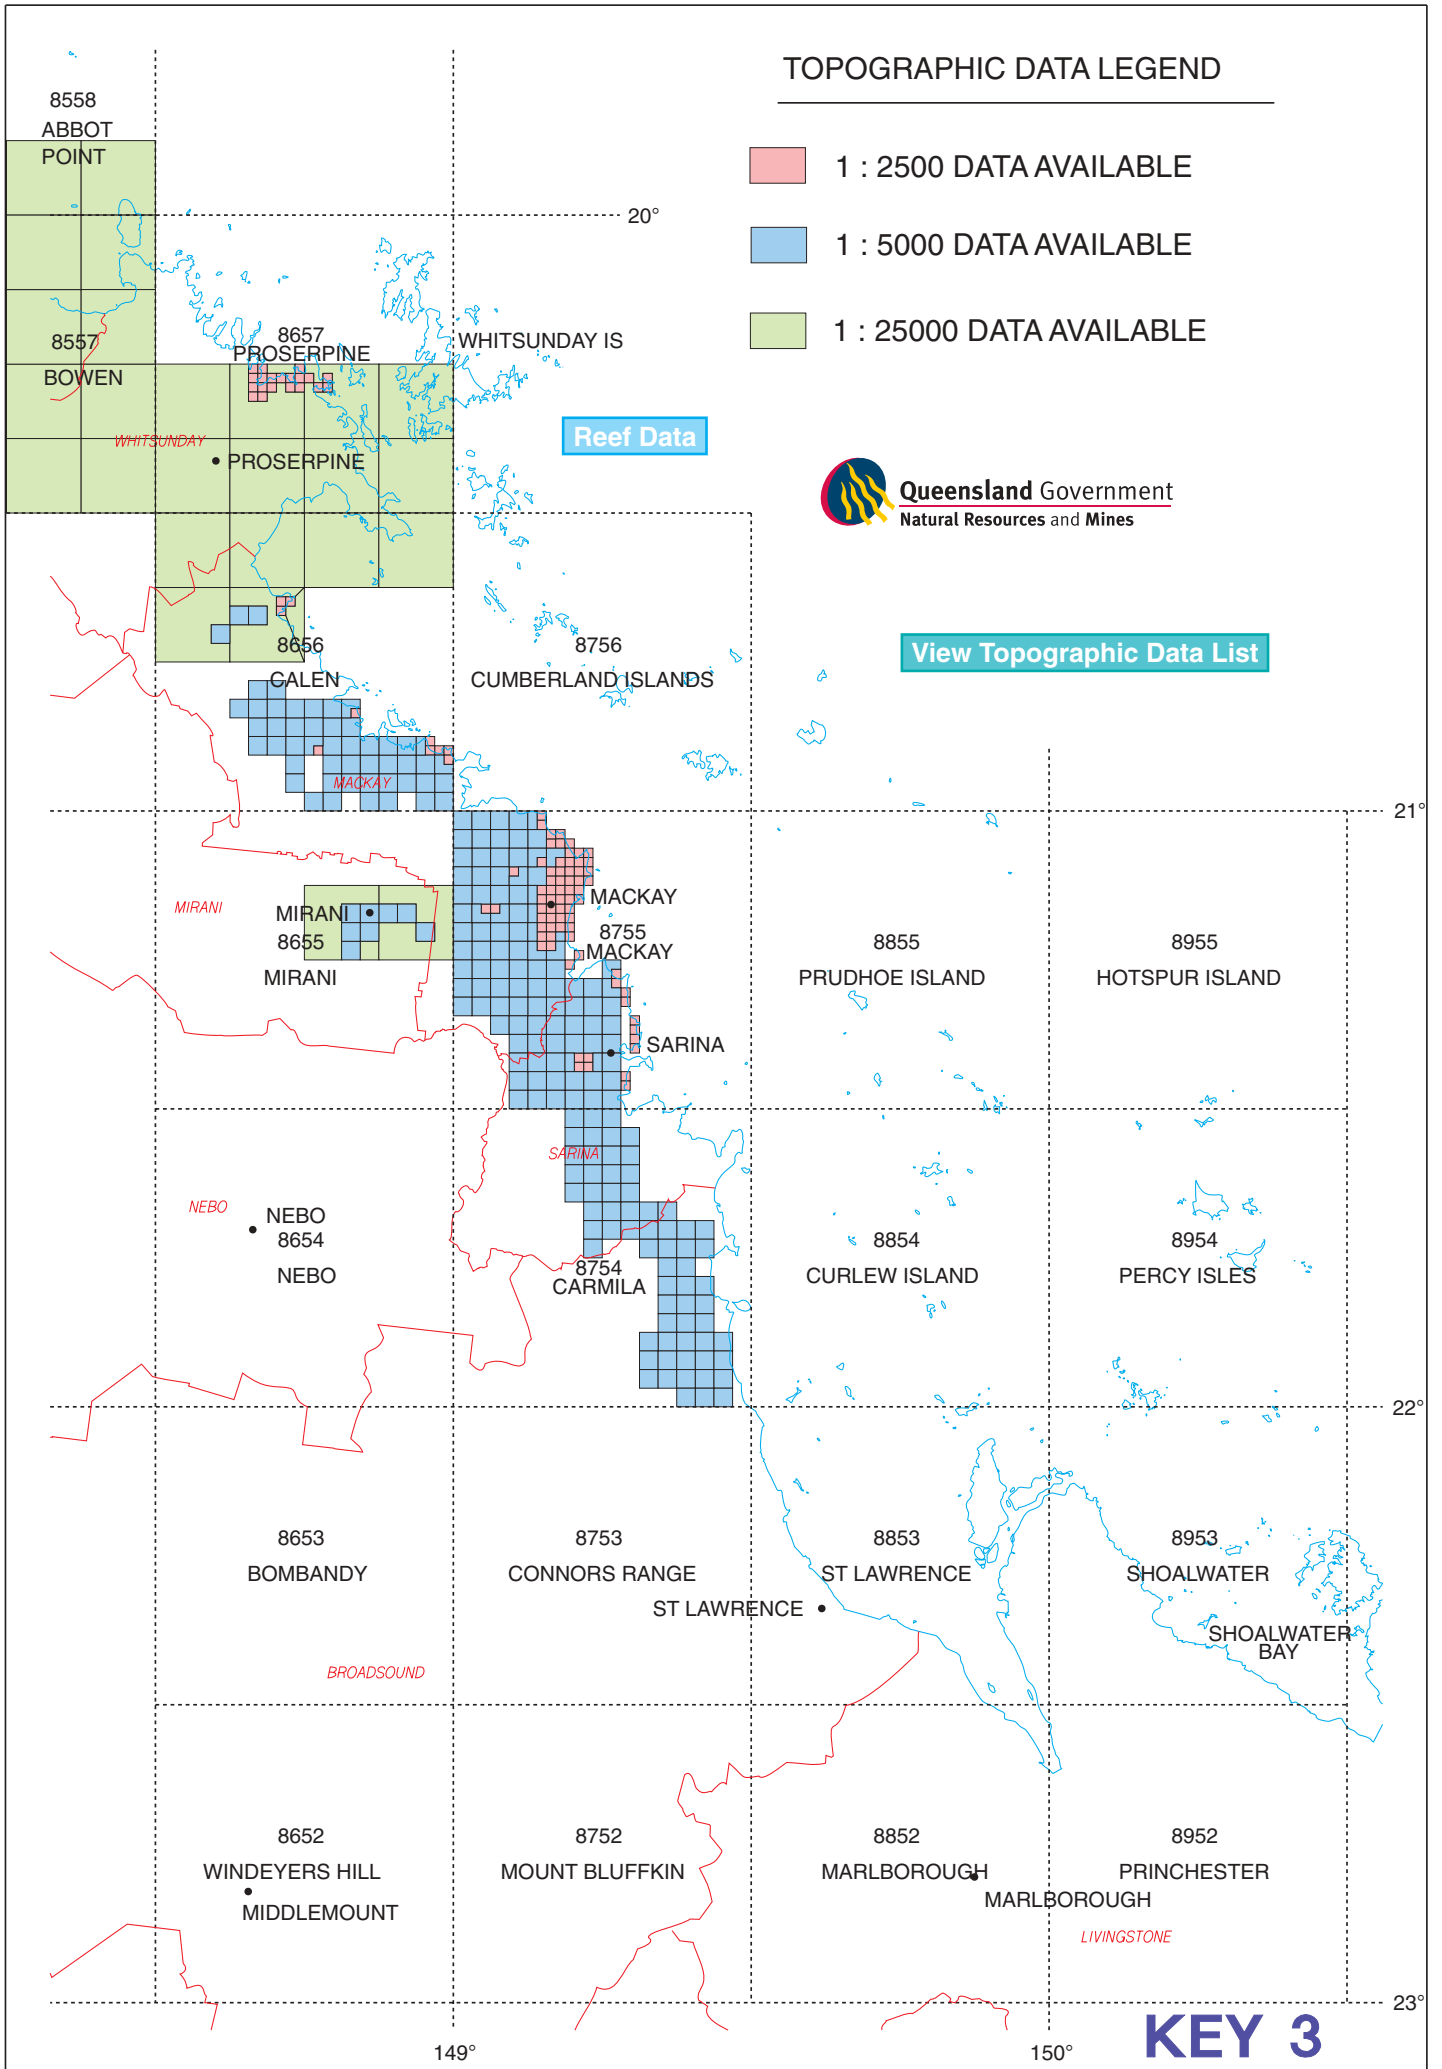 TOPOGRAPHIC DATA LEGEND
1 : 2500 DATA AVAILABLE
1 : 5000 DATA AVAILABLE
1 : 25000 DATA AVAILABLE
8558
ABBOT
POINT
20°
8557
BOWEN
8657
PROSERPINE
WHITSUNDAY IS
WHITSUNDAY
PROSERPINE
Reef Data
Queensland Government
Natural Resources and Mines
8656
CALEN
8756
CUMBERLAND ISLANDS
View Topographic Data List
MACKAY
21°
MIRANI
MIRANI
8655
MIRANI
MACKAY
8755
MACKAY
8855
PRUDHOE ISLAND
8955
HOTSPUR ISLAND
SARINA
SARINA
NEBO
NEBO
8654
NEBO
8754
CARMILA
8854
CURLEW ISLAND
8954
PERCY ISLES
22°
8653
BOMBANDY
8753
CONNORS RANGE
8853
ST LAWRENCE
8953
SHOALWATER
ST LAWRENCE
SHOALWATER
BAY
BROADSOUND
8652
WINDEYERS HILL
MIDDLEMOUNT
8752
MOUNT BLUFFKIN
8852
MARLBOROUGH
MARLBOROUGH
8952
PRINCHESTER
LIVINGSTONE
23°
KEY 3
149°
150°